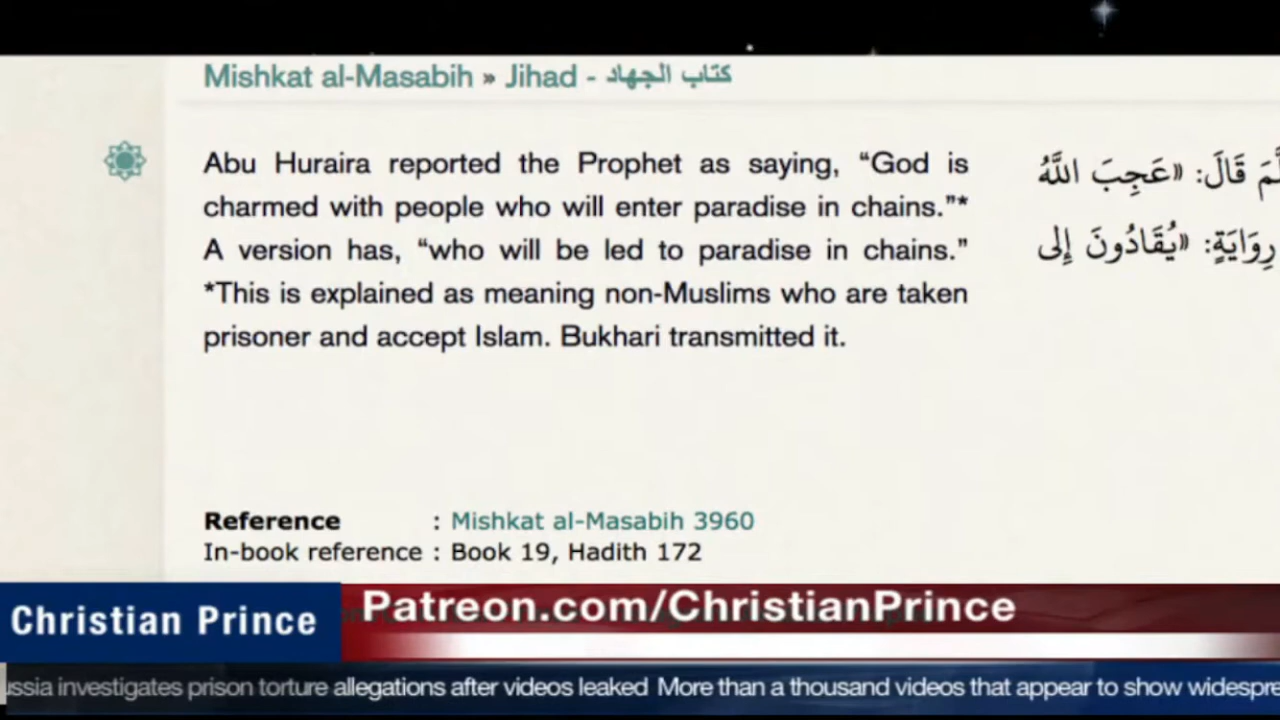 Mishkat al-Masabih » Jihad - كتاب الجهاد
Abu Huraira reported the Prophet as saying, “God is
charmed with people who will enter paradise in chains.”*
A version has, “who will be led to paradise in chains.”
*This is explained as meaning non-Muslims who are taken
prisoner and accept Islam. Bukhari transmitted it.
قَالَ: «عَجِبَ اللَّهُ
رِوَايَةٍ: «يُقَادُونَ إِلى
Reference : Mishkat al-Masabih 3960
In-book reference : Book 19, Hadith 172
Christian Prince
Patreon.com/ChristianPrince
ussia investigates prison torture allegations after videos leaked More than a thousand videos that appear to show widespre